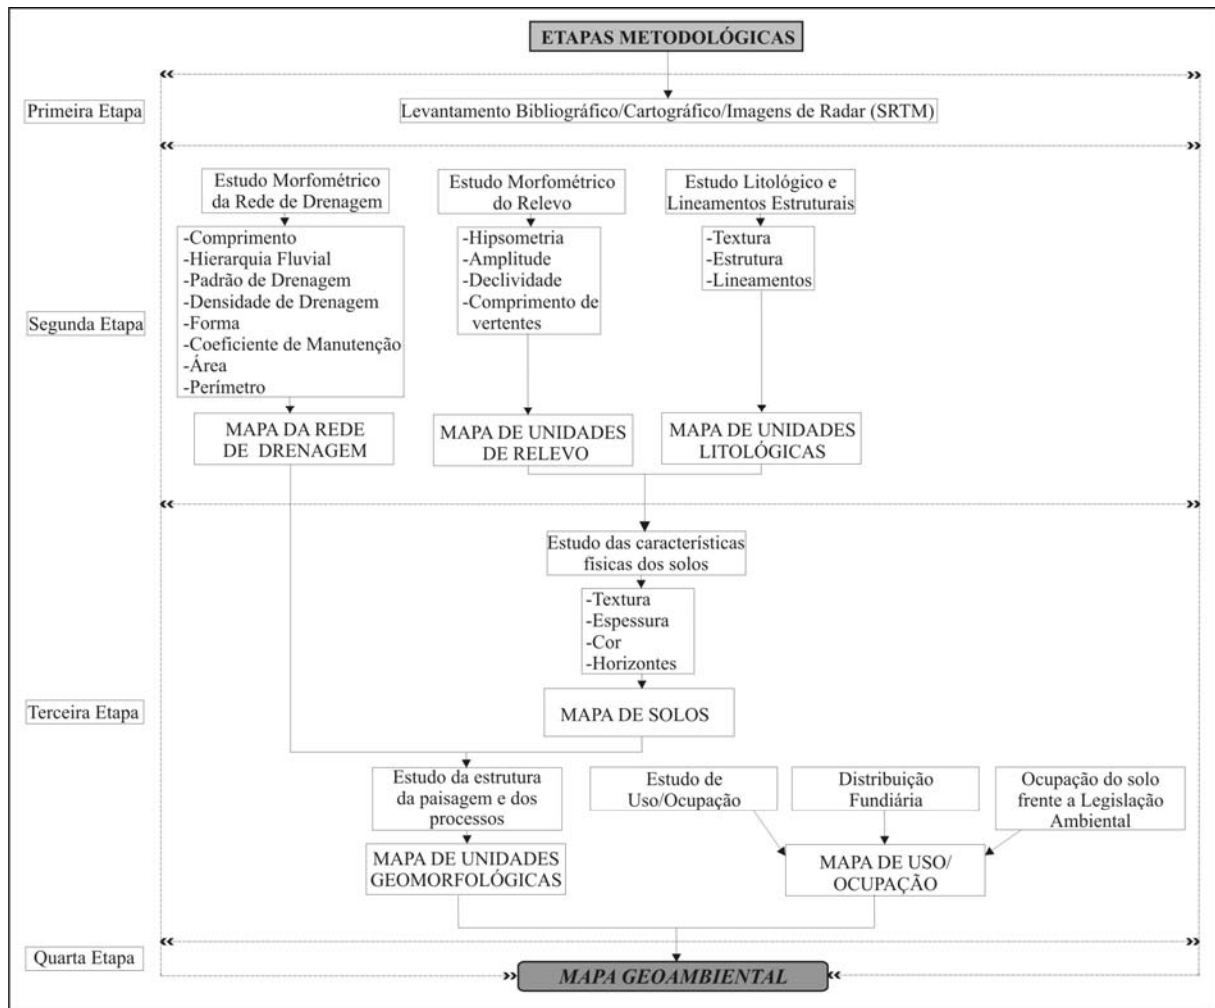 ETAPAS METODOLÓGICAS
Primeira Etapa
Levantamento Bibliográfico/Cartográfico/Imagens de Radar (SRTM)
Segunda Etapa
Estudo Morfométrico
da Rede de Drenagem
-Comprimento
-Hierarquia Fluvial
-Padrão de Drenagem
-Densidade de Drenagem
-Forma
-Coeficiente de Manutenção
-Área
-Perímetro
MAPA DA REDE
DE DRENAGEM
Estudo Morfométrico
do Relevo
-Hipsometria
-Amplitude
-Declividade
-Comprimento de
vertentes
MAPA DE UNIDADES
DE RELEVO
Estudo Litológico e
Lineamentos Estruturais
-Textura
-Estrutura
-Lineamentos
MAPA DE UNIDADES
LITOLÓGICAS
Terceira Etapa
Estudo das características
físicas dos solos
-Textura
-Espessura
-Cor
-Horizontes
MAPA DE SOLOS
Estudo da estrutura
da paisagem e dos
processos
MAPA DE UNIDADES
GEOMORFOLÓGICAS
Estudo de
Uso/Ocupação
Distribuição
Fundiária
Ocupação do solo
frente a Legislação
Ambiental
MAPA DE USO/
OCUPAÇÃO
Quarta Etapa
MAPA GEOAMBIENTAL